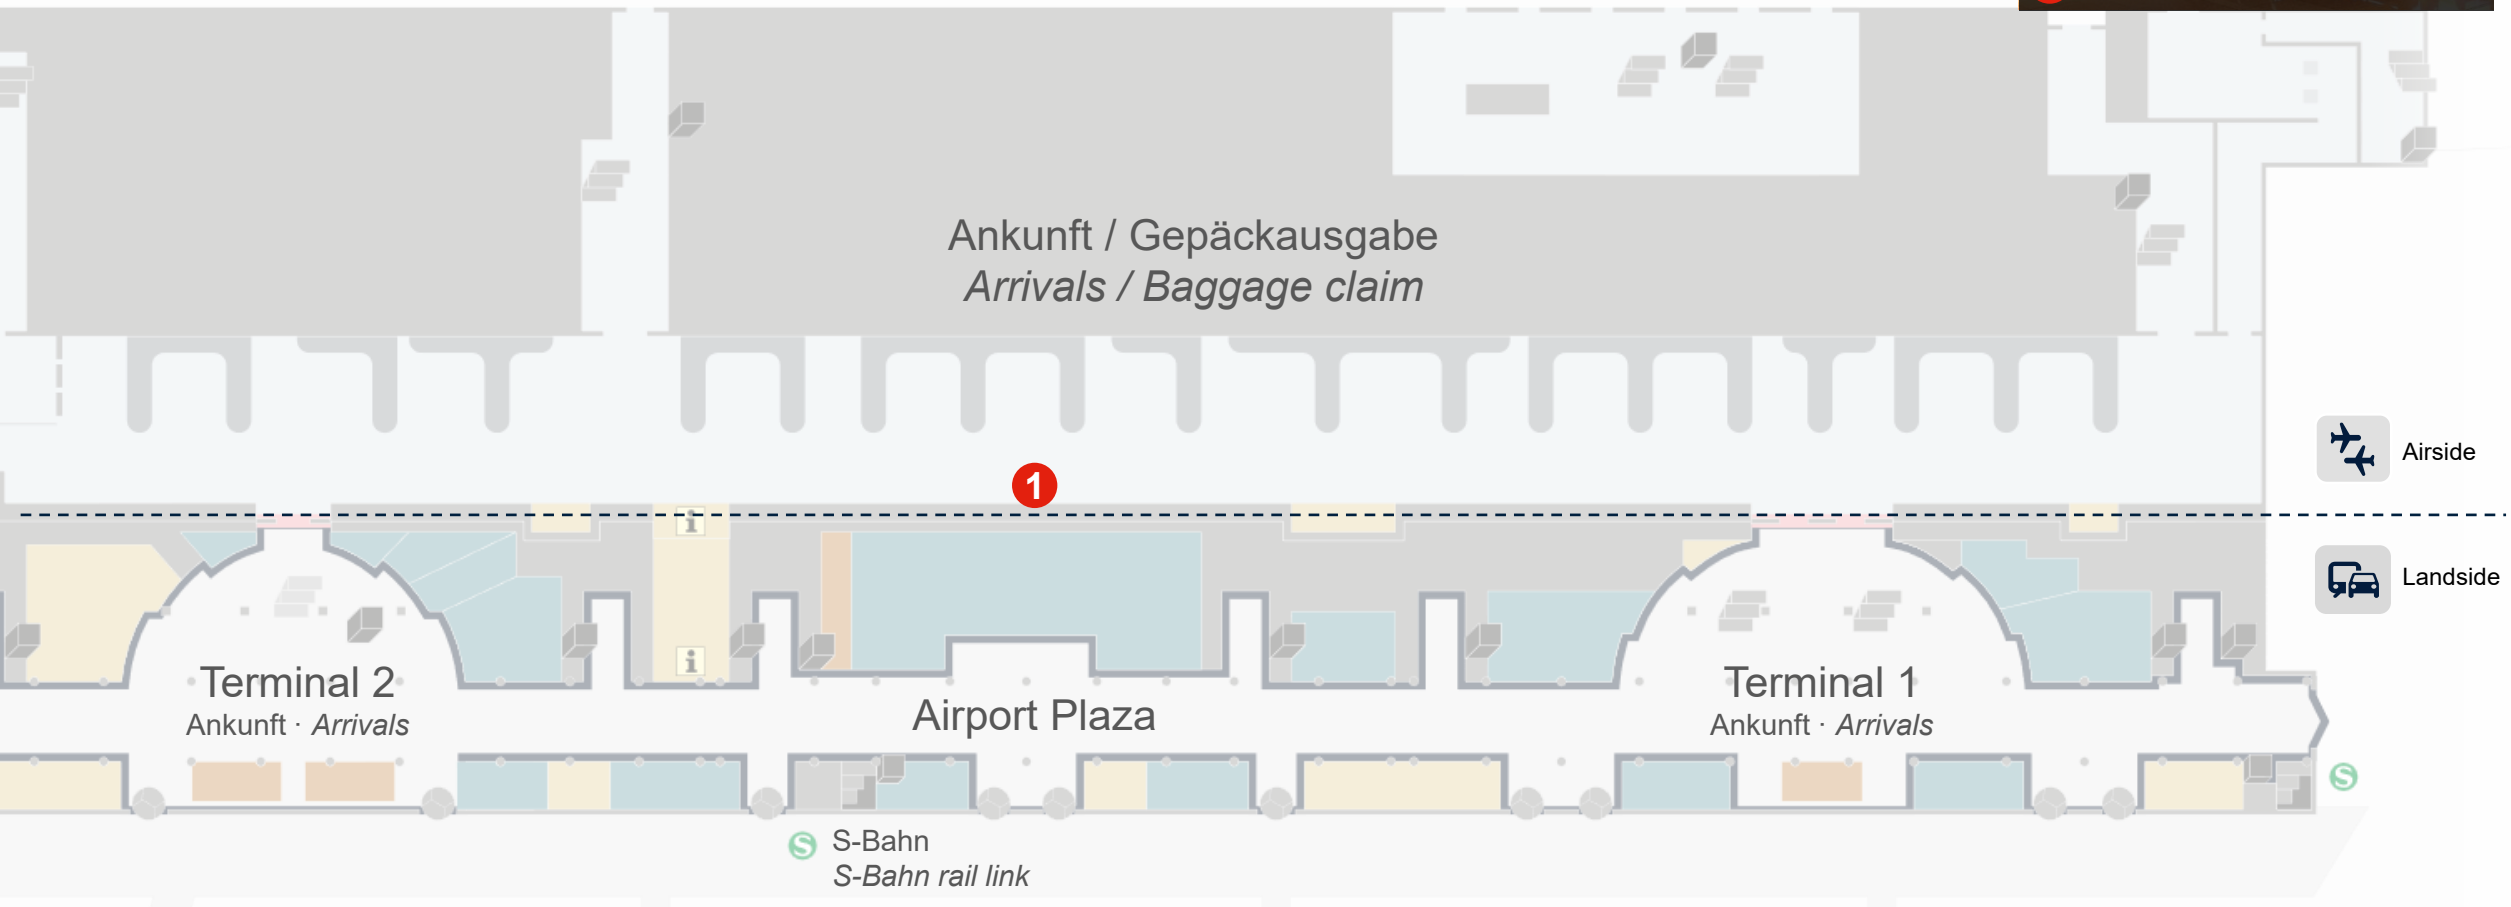 Ankunft / Gepäckausgabe
Arrivals / Baggage claim
1
Airside
i
Landside
i
Terminal 2
Ankunft · Arrivals
Airport Plaza
Terminal 1
Ankunft · Arrivals
S
S S-Bahn
S-Bahn rail link